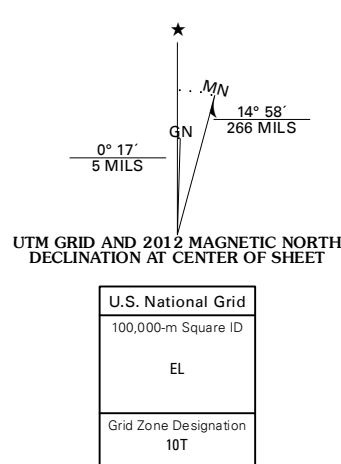 ★
MN
14° 58´
266 MILS
GN
0° 17´
5 MILS
UTM GRID AND 2012 MAGNETIC NORTH
DECLINATION AT CENTER OF SHEET
U.S. National Grid
100,000-m Square ID
EL
Grid Zone Designation
10T